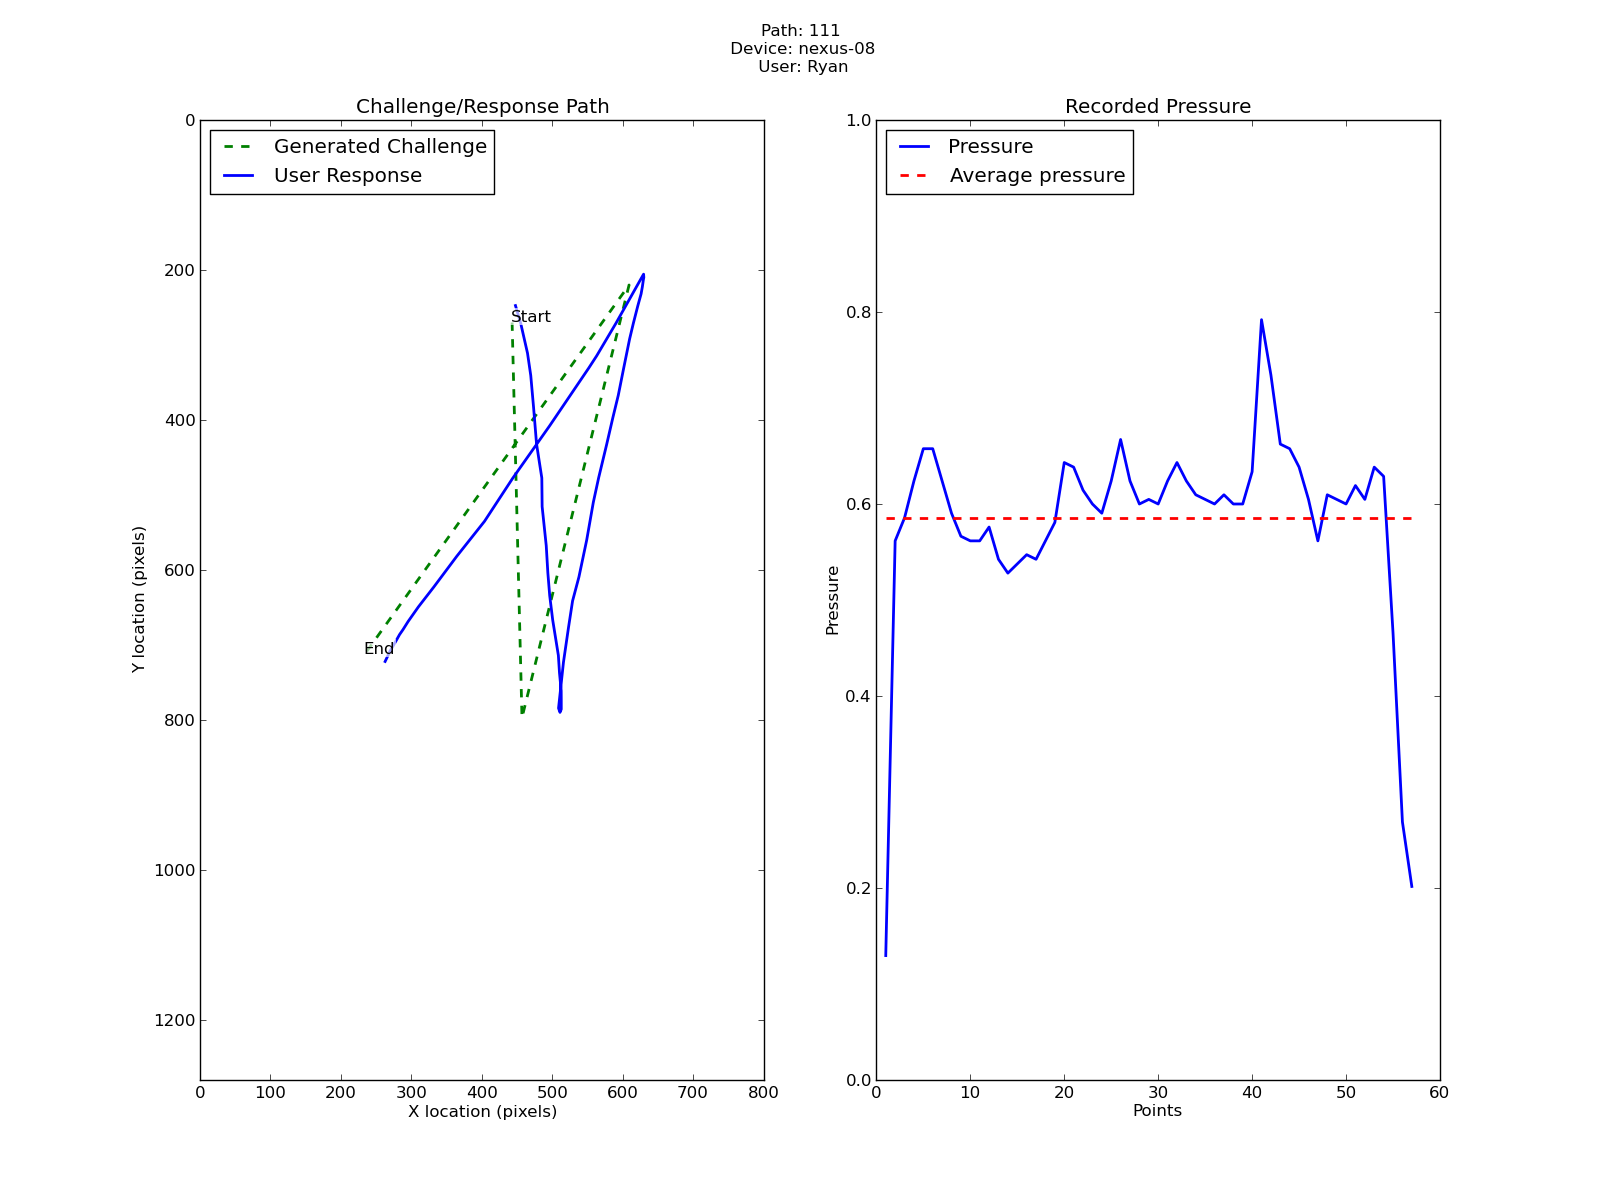 Path: 111
Device: nexus-08
User: Ryan
Challenge/Response Path
Generated Challenge
User Response
0
200
400
600
800
1000
1200
Y location (pixels)
Start
End
0 100 200 300 400 500 600 700 800
X location (pixels)
Recorded Pressure
Pressure
Average pressure
1.0
0.8
0.6
0.4
0.2
0.0
Pressure
0 10 20 30 40 50 60
Points